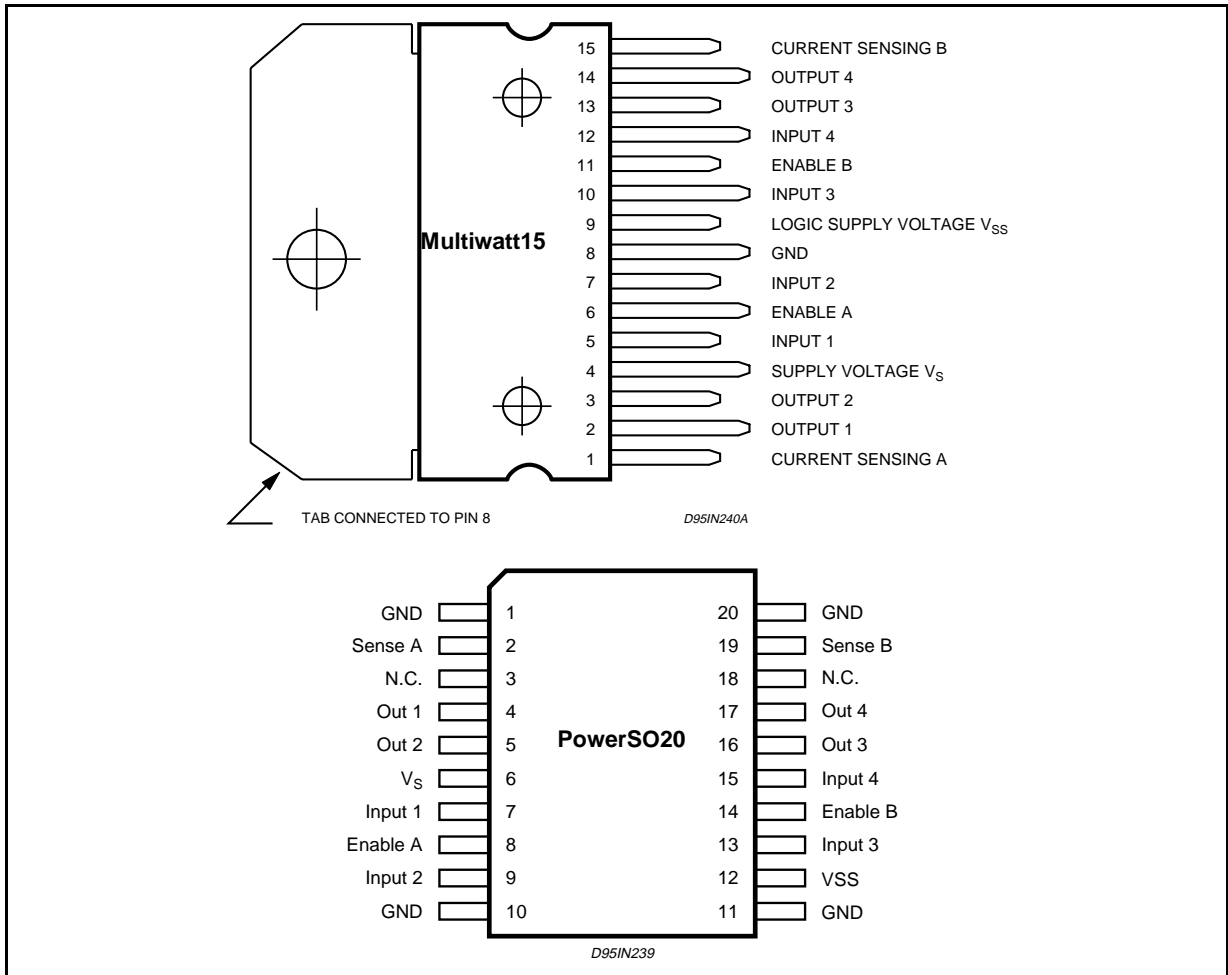 15 CURRENT SENSING B
14 OUTPUT 4
13 OUTPUT 3
12 INPUT 4
11 ENABLE B
10 INPUT 3
9 LOGIC SUPPLY VOLTAGE VSS
Multiwatt15
8 GND
7 INPUT 2
6 ENABLE A
5 INPUT 1
4 SUPPLY VOLTAGE VS
3 OUTPUT 2
2 OUTPUT 1
1 CURRENT SENSING A
TAB CONNECTED TO PIN 8
D95IN240A
GND 1 20 GND
Sense A 2 19 Sense B
N.C. 3 18 N.C.
Out 1 4 17 Out 4
PowerSO20
Out 2 5 16 Out 3
VS 6 15 Input 4
Input 1 7 14 Enable B
Enable A 8 13 Input 3
Input 2 9 12 VSS
GND 10 11 GND
D95IN239